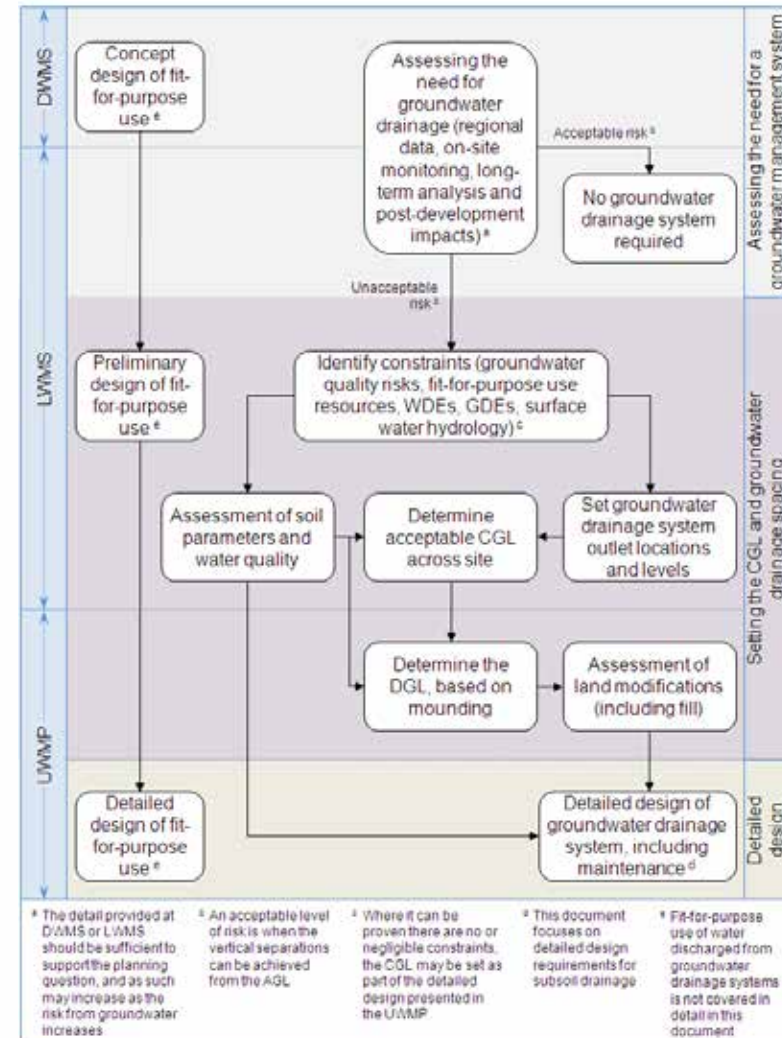 DWMS
Concept
design of fit-
for-purpose
use e
Assessing the
need for
groundwater
drainage (regional
data, on-site
monitoring, long-
term analysis and
post-development
impacts) a
Acceptable risk
No groundwater
drainage system
required
Assessing the need for a
groundwater management system
Unacceptable
risk
LWMS
Preliminary
design of fit-
for-purpose
use e
Identify constraints (groundwater
quality risks, fit-for-purpose use
resources, WDEs, GDEs, surface
water hydrology) c
Assessment of soil
parameters and
water quality
Determine
acceptable CGL
across site
Set groundwater
drainage system
outlet locations
and levels
Setting the CGL and groundwater
drainage spacing
UWMP
Determine the
DGL, based on
mounding
Assessment of
land modifications
(including fill)
Detailed
design of fit-
for-purpose
use e
Detailed design of
groundwater drainage
system, including
maintenance d
Detailed
design
The detail provided at
DWMS or LWMS
should be sufficient to
support the planning
question, and as such
may increase as the
risk from groundwater
increases
An acceptable level
of risk is when the
vertical separations
can be achieved
from the AGL
Where it can be
proven there are no or
negligible constraints,
the CGL may be set as
part of the detailed
design presented in
the UWMP
This document
focuses on
detailed design
requirements for
subsoil drainage
Fit-for-purpose
use of water
discharged from
groundwater
drainage systems
is not covered in
detail in this
document